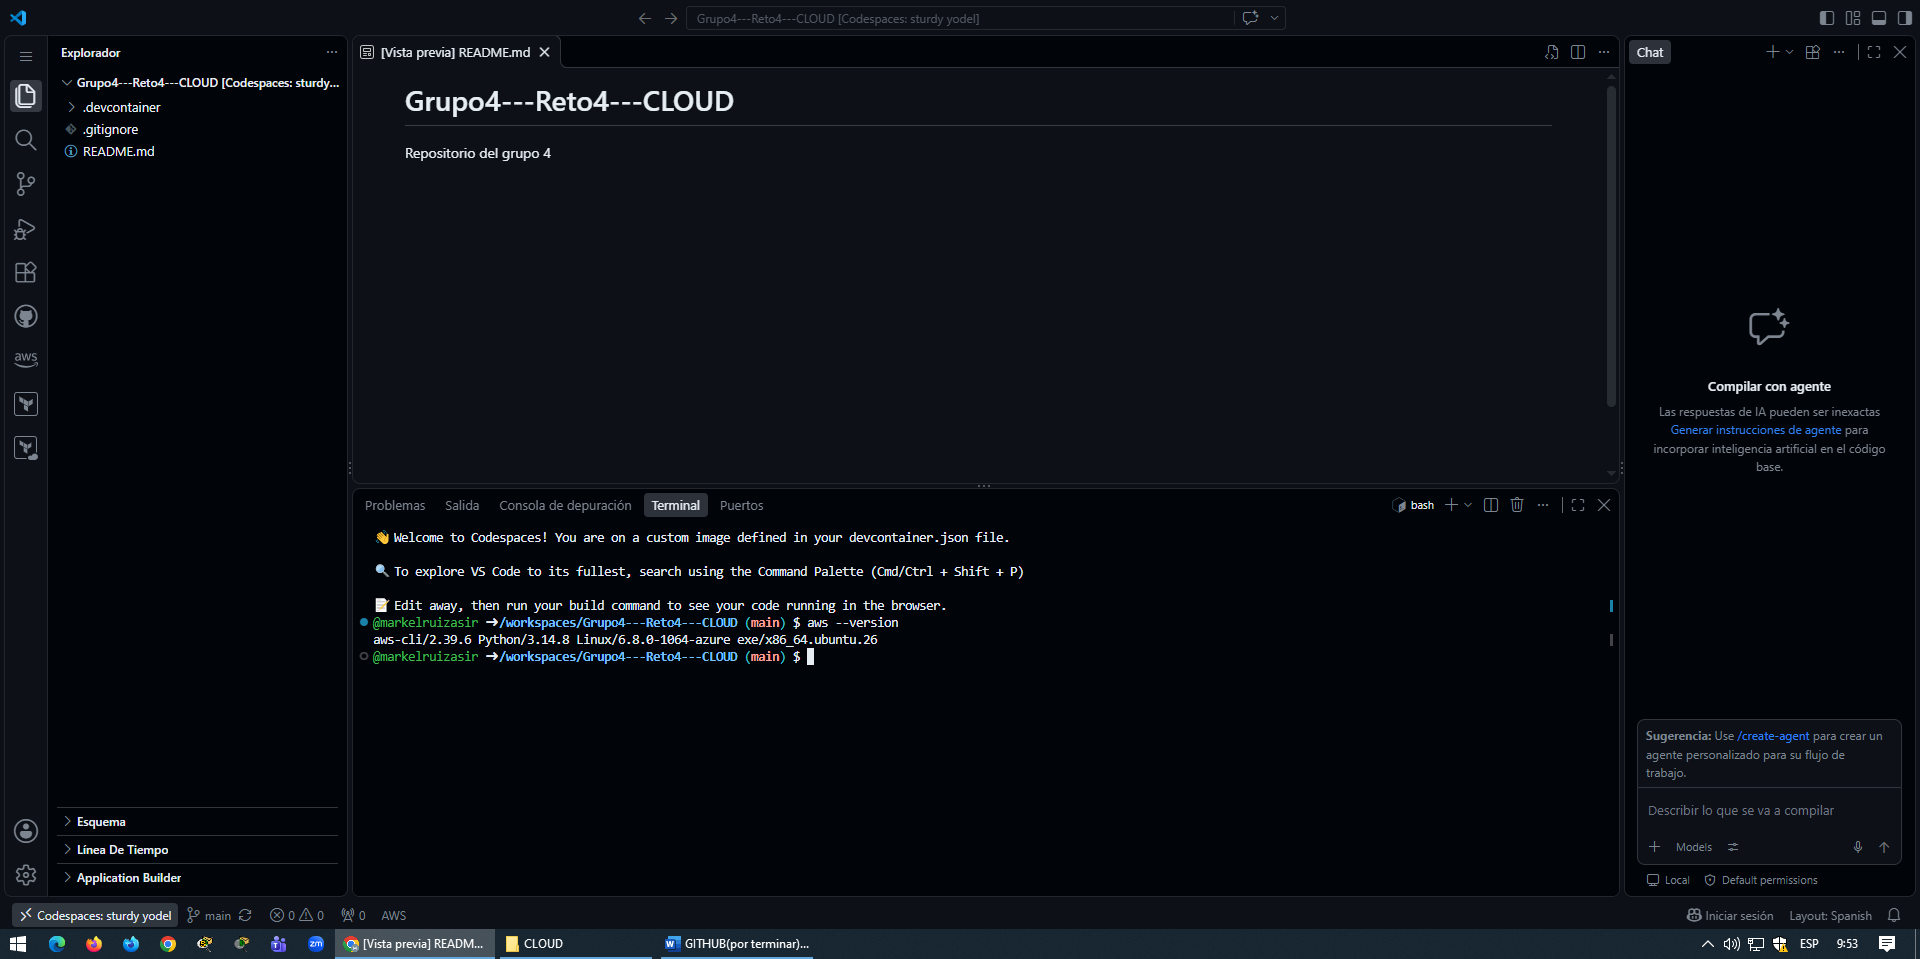 Grupo4---Reto4---CLOUD [Codespaces: sturdy yodel]
Explorador
Grupo4---Reto4---CLOUD [Codespaces: sturdy...
.devcontainer
.gitignore
README.md
aws
Esquema
Línea De Tiempo
Application Builder
[Vista previa] README.md
Grupo4---Reto4---CLOUD
Repositorio del grupo 4
Problemas
Salida
Consola de depuración
Terminal
Puertos
bash
👋 Welcome to Codespaces! You are on a custom image defined in your devcontainer.json file.
🔍 To explore VS Code to its fullest, search using the Command Palette (Cmd/Ctrl + Shift + P)
📝 Edit away, then run your build command to see your code running in the browser.
@markelruizasir ➜/workspaces/Grupo4---Reto4---CLOUD (main) $ aws --version
aws-cli/2.39.6 Python/3.14.8 Linux/6.8.0-1064-azure exe/x86_64.ubuntu.26
@markelruizasir ➜/workspaces/Grupo4---Reto4---CLOUD (main) $
Chat
Compilar con agente
Las respuestas de IA pueden ser inexactas
Generar instrucciones de agente para
incorporar inteligencia artificial en el código
base.
Sugerencia: Use /create-agent para crear un
agente personalizado para su flujo de
trabajo.
Describir lo que se va a compilar
Models
Local
Default permissions
Codespaces: sturdy yodel
main
0
0
0
AWS
Iniciar sesión
Layout: Spanish
zm
[Vista previa] READM...
CLOUD
GITHUB(por terminar)...
ESP
9:53